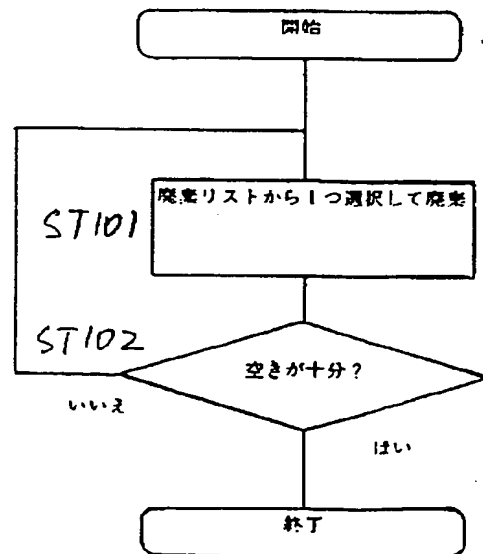 開始
廃棄リストから1つ選択して廃棄
ST101
ST102
空きが十分?
いいえ
はい
終了